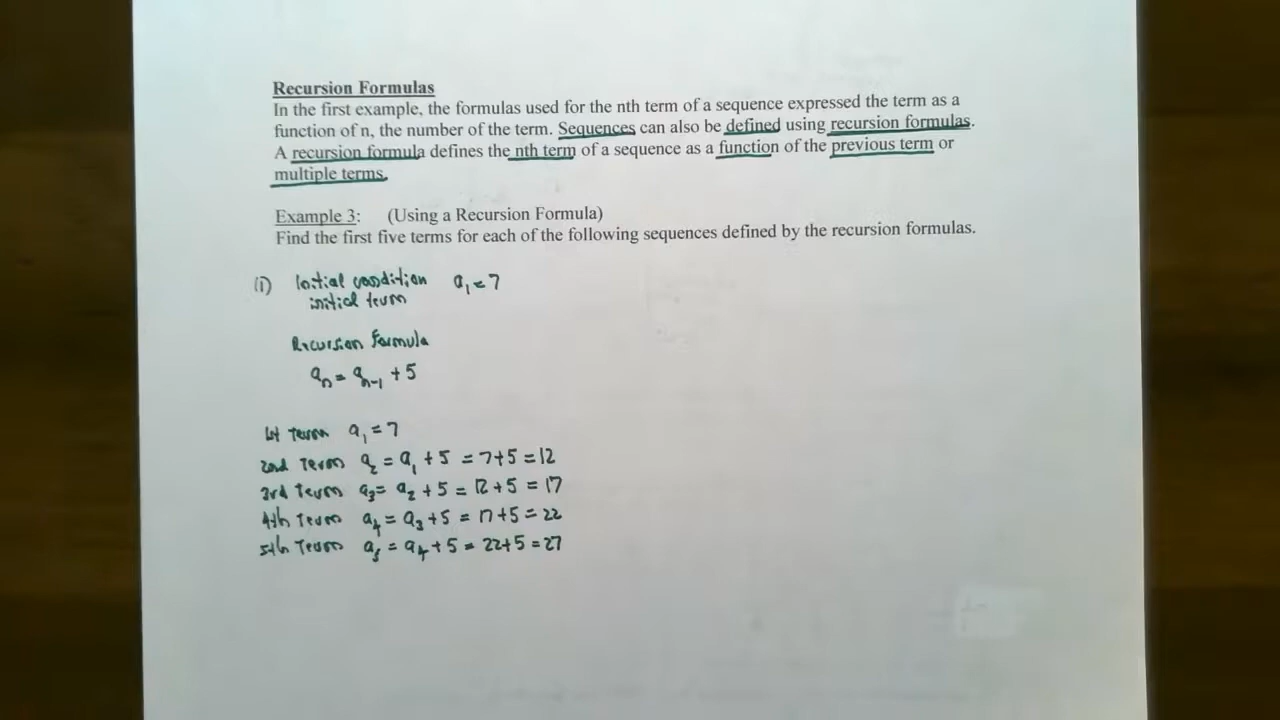 Recursion Formulas
In the first example, the formulas used for the nth term of a sequence expressed the term as a
function of n, the number of the term. Sequences can also be defined using recursion formulas.
A recursion formula defines the nth term of a sequence as a function of the previous term or
multiple terms.
Example 3: (Using a Recursion Formula)
Find the first five terms for each of the following sequences defined by the recursion formulas.
(1) Initial condition a₁ = 7
initial term
Recursion Formula
aₙ = aₙ₋₁ + 5
1st Term a₁ = 7
2nd Term a₂ = a₁ + 5 = 7+5 = 12
3rd Term a₃ = a₂ + 5 = 12+5 = 17
4th Term a₄ = a₃ + 5 = 17+5 = 22
5th Term a₅ = a₄ + 5 = 22+5 = 27